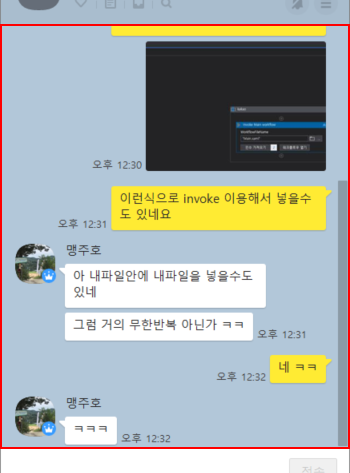 오후 12:30
이런식으로 invoke 이용해서 넣을수
도 있네요
오후 12:31
맹주호
아 내파일안에 내파일을 넣을수도
있네
그럼 거의 무한반복 아닌가 ㅋㅋ
오후 12:31
네 ㅋㅋ
오후 12:32
맹주호
ㅋㅋㅋ
오후 12:32
전송